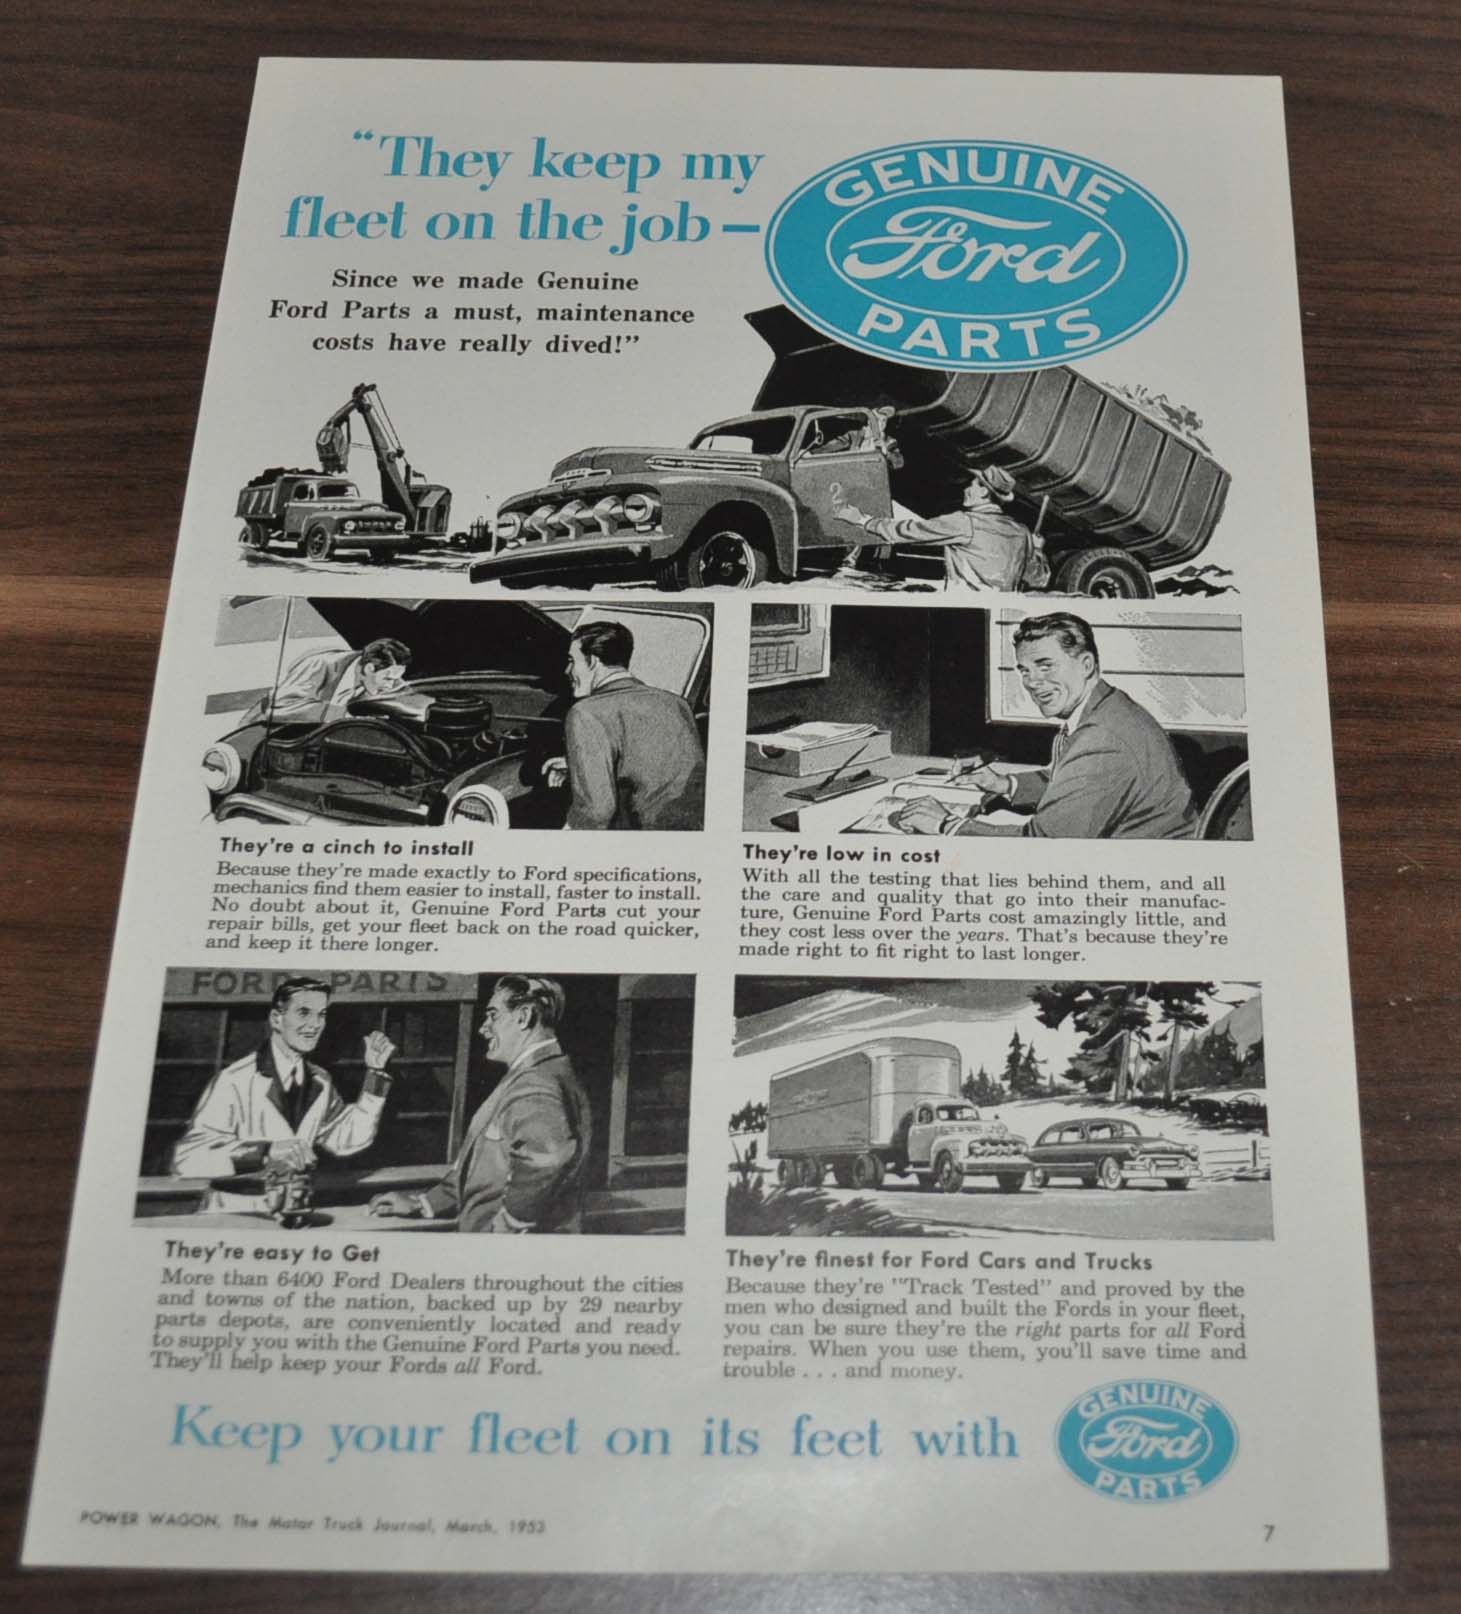 "They keep my
fleet on the job—
GENUINE
Ford
PARTS
Since we made Genuine
Ford Parts a must, maintenance
costs have really dived!"
2
They're a cinch to install
Because they're made exactly to Ford specifications,
mechanics find them easier to install, faster to install.
No doubt about it, Genuine Ford Parts cut your
repair bills, get your fleet back on the road quicker,
and keep it there longer.
They're low in cost
With all the testing that lies behind them, and all
the care and quality that go into their manufac-
ture, Genuine Ford Parts cost amazingly little, and
they cost less over the years. That's because they're
made right to fit right to last longer.
FORD PARTS
They're easy to Get
More than 6400 Ford Dealers throughout the cities
and towns of the nation, backed up by 29 nearby
parts depots, are conveniently located and ready
to supply you with the Genuine Ford Parts you need.
They'll help keep your Fords all Ford.
They're finest for Ford Cars and Trucks
Because they're "Track Tested" and proved by the
men who designed and built the Fords in your fleet,
you can be sure they're the right parts for all Ford
repairs. When you use them, you'll save time and
trouble . . . and money.
Keep your fleet on its feet with
GENUINE
Ford
PARTS
POWER WAGON, The Motor Truck Journal, March, 1953
7